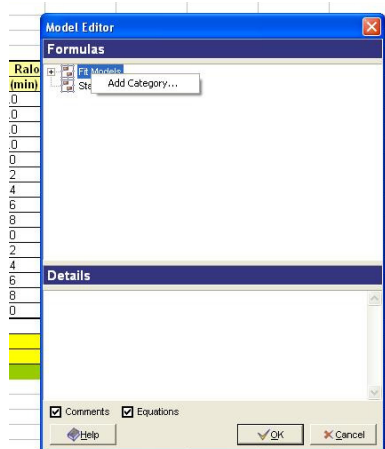 Model Editor
Formulas
Ralo
(min)
Fit Models
Sta
Add Category...
.0
.0
.0
.0
0
2
4
6
8
0
2
4
6
8
0
Details
Comments Equations
Help OK Cancel